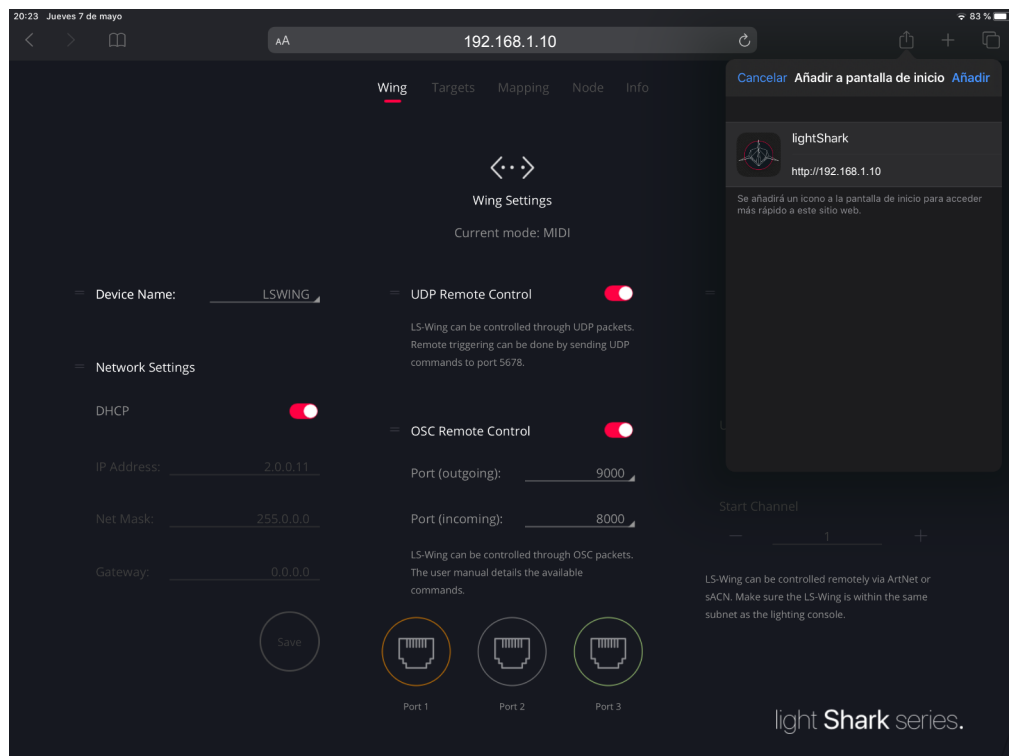 20:23 Jueves 7 de mayo
83 %
AA
192.168.1.10
Wing Targets Mapping Node Info
Cancelar Añadir a pantalla de inicio Añadir
lightShark
http://192.168.1.10
Se añadirá un icono a la pantalla de inicio para acceder
más rápido a este sitio web.
Wing Settings
Current mode: MIDI
Device Name: LSWING
Network Settings
DHCP
IP Address: 2.0.0.11
Net Mask: 255.0.0.0
Gateway: 0.0.0.0
Save
UDP Remote Control
LS-Wing can be controlled through UDP packets.
Remote triggering can be done by sending UDP
commands to port 5678.
OSC Remote Control
Port (outgoing): 9000
Port (incoming): 8000
LS-Wing can be controlled through OSC packets.
The user manual details the available
commands.
Port 1
Port 2
Port 3
Start Channel
1
LS-Wing can be controlled remotely via ArtNet or
sACN. Make sure the LS-Wing is within the same
subnet as the lighting console.
light Shark series.